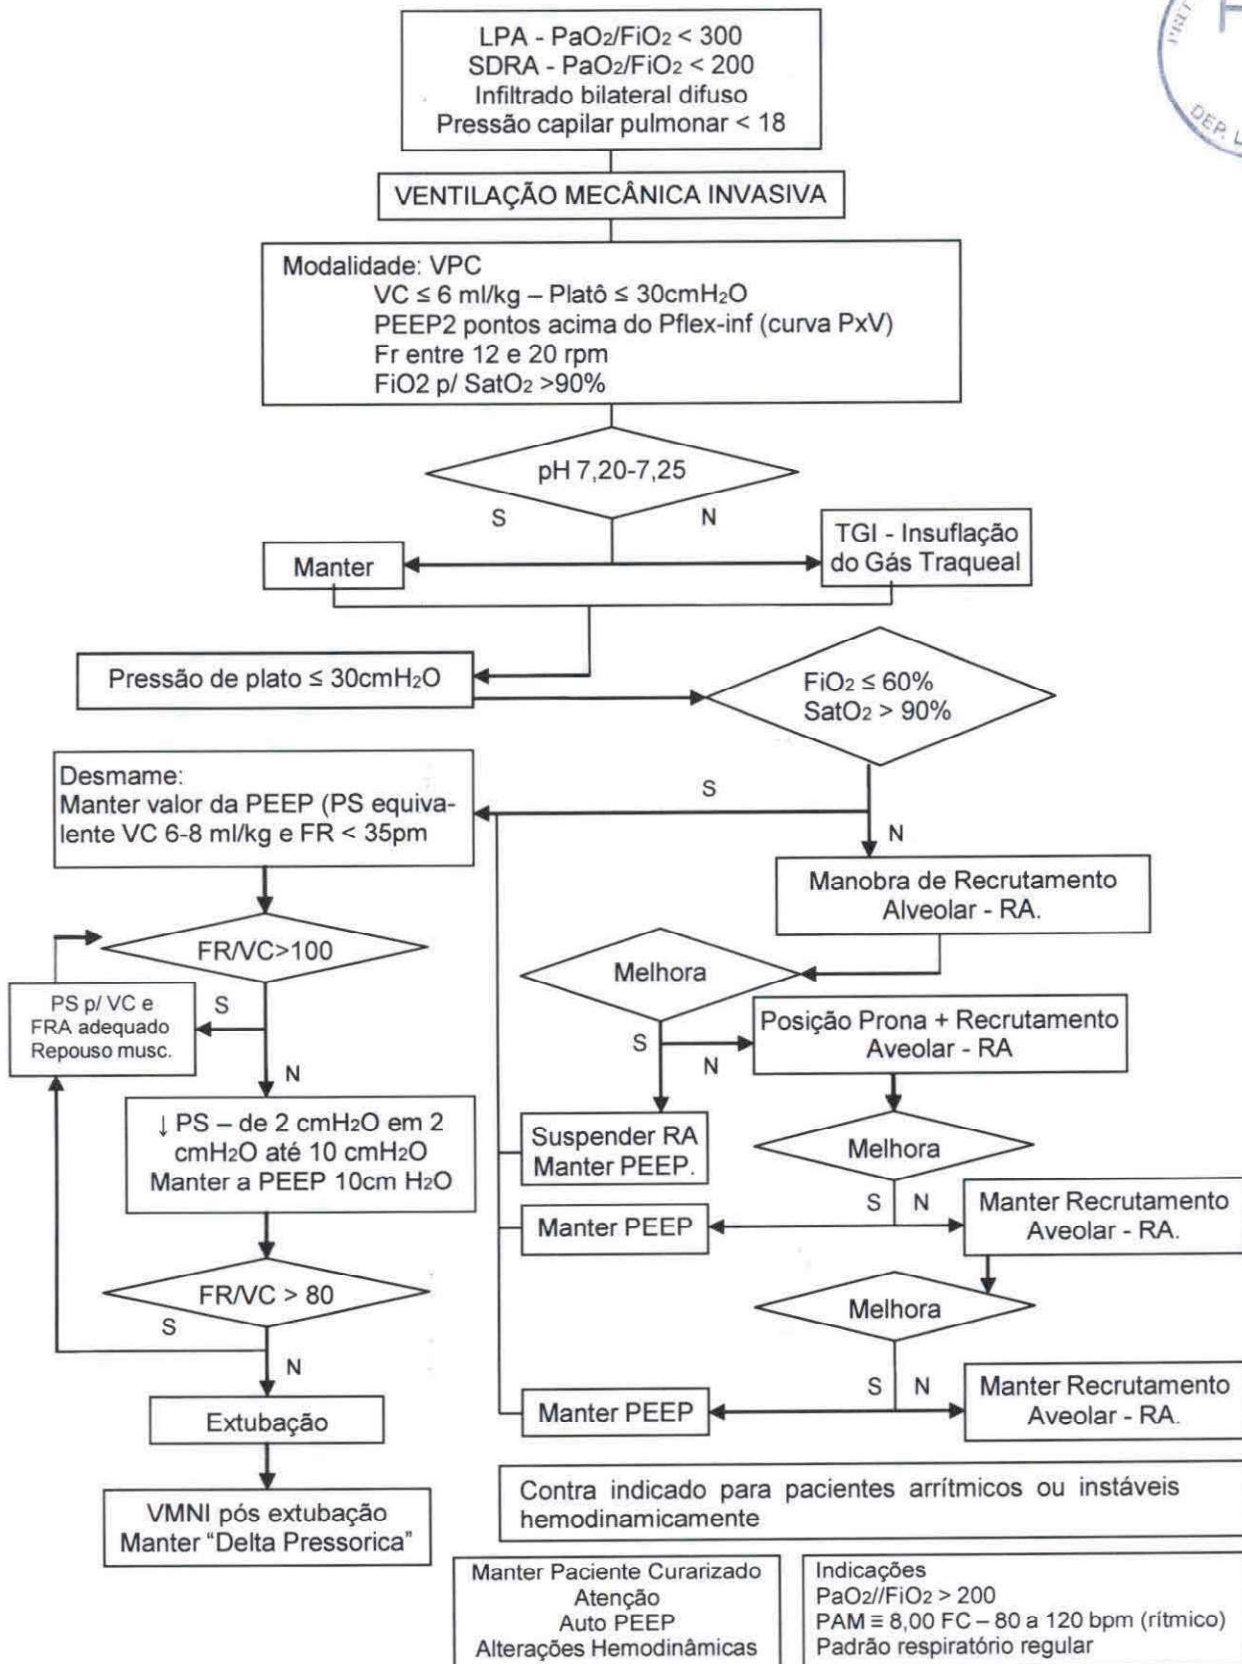 LPA - PaO₂/FiO₂ < 300
SDRA - PaO₂/FiO₂ < 200
Infiltrado bilateral difuso
Pressão capilar pulmonar < 18
DEP.
VENTILAÇÃO MECÂNICA INVASIVA
Modalidade: VPC
VC ≤ 6 ml/kg – Platô ≤ 30cmH₂O
PEEP2 pontos acima do Pflex-inf (curva PxV)
Fr entre 12 e 20 rpm
FiO2 p/ SatO₂ >90%
pH 7,20-7,25
S
N
Manter
TGI - Insuflação
do Gás Traqueal
Pressão de plato ≤ 30cmH₂O
FiO₂ ≤ 60%
SatO₂ > 90%
S
N
Desmame:
Manter valor da PEEP (PS equiva-
lente VC 6-8 ml/kg e FR < 35pm
Manobra de Recrutamento
Alveolar - RA.
FR/VC>100
Melhora
S
N
PS p/ VC e
FRA adequado
Repouso musc.
S
N
Posição Prona + Recrutamento
Aveolar - RA
↓ PS – de 2 cmH₂O em 2
cmH₂O até 10 cmH₂O
Manter a PEEP 10cm H₂O
Suspender RA
Manter PEEP.
Melhora
S
N
Manter PEEP
Manter Recrutamento
Aveolar - RA.
FR/VC > 80
S
N
Melhora
S
N
Manter PEEP
Manter Recrutamento
Aveolar - RA.
Extubação
VMNI pós extubação
Manter “Delta Pressorica”
Contra indicado para pacientes arrítmicos ou instáveis
hemodinamicamente
Manter Paciente Curarizado
Atenção
Auto PEEP
Alterações Hemodinâmicas
Indicações
PaO₂//FiO₂ > 200
PAM ≡ 8,00 FC – 80 a 120 bpm (rítmico)
Padrão respiratório regular